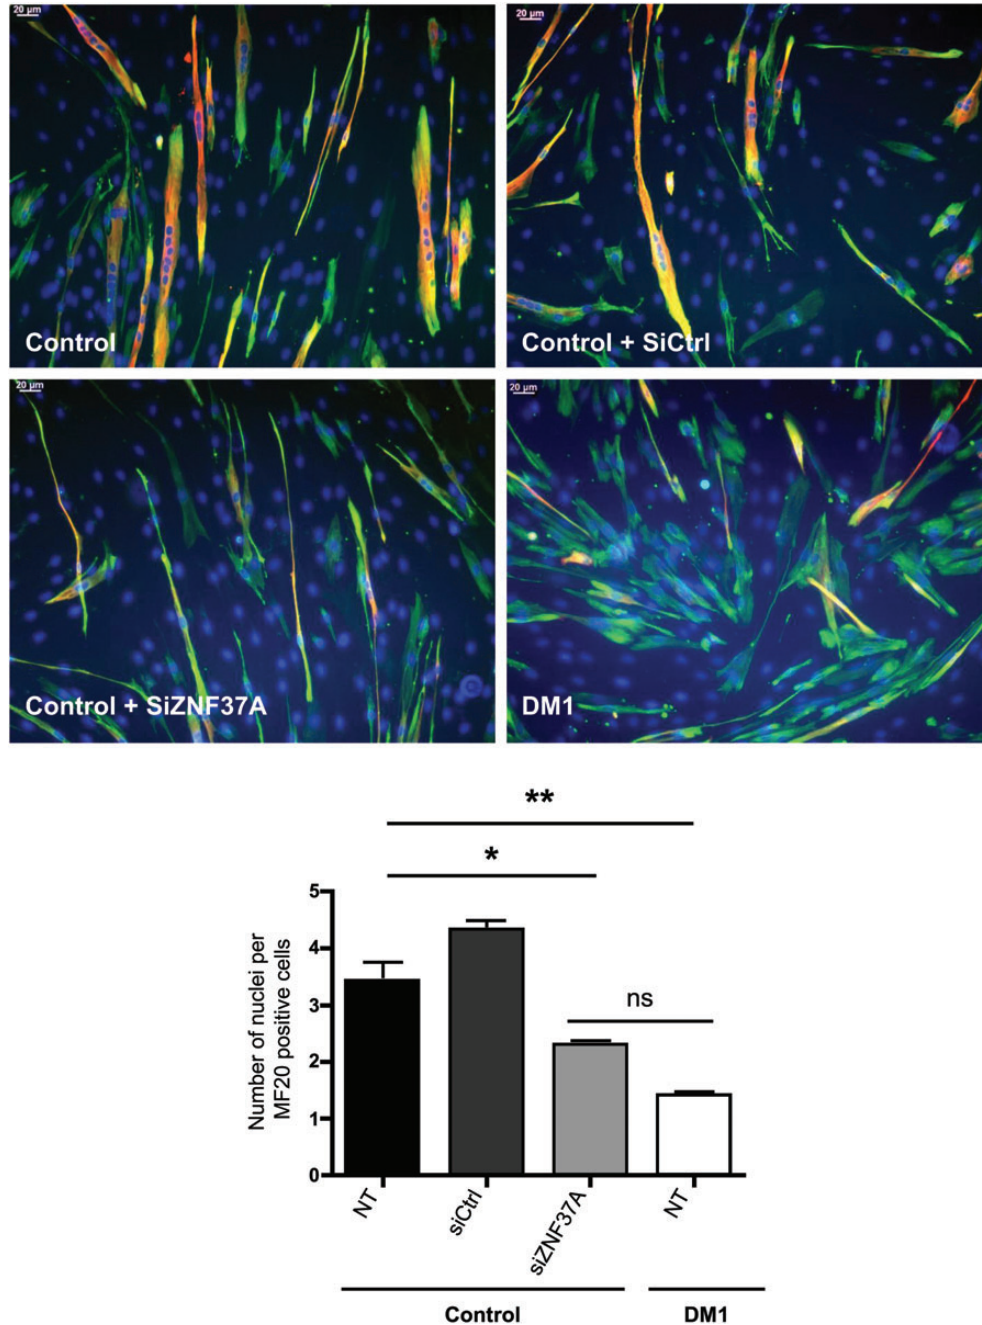 20 µm
20 µm
Control
Control + SiCtrl
20 µm
20 µm
Control + SiZNF37A
DM1
**
*
5
4
3
2
1
0
Number of nuclei per
MF20 positive cells
ns
NT
siCtrl
siZNF37A
NT
Control
DM1